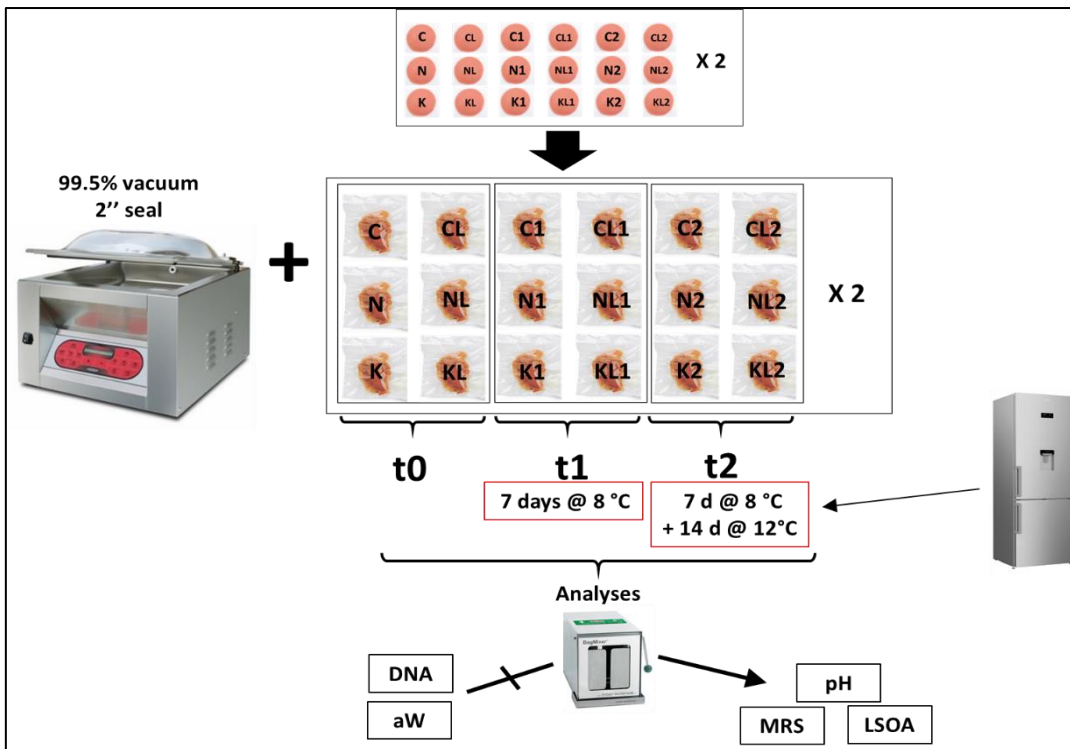 C CL C1 CL1 C2 CL2
N NL N1 NL1 N2 NL2
K KL K1 KL1 K2 KL2
X 2
99.5% vacuum
2’’ seal
+
C CL C1 CL1 C2 CL2
N NL N1 NL1 N2 NL2
K KL K1 KL1 K2 KL2
X 2
t0 t1 t2
7 days @ 8 °C
7 d @ 8 °C
+ 14 d @ 12°C
Analyses
BagMixer
DNA
aW
pH
MRS
LSOA